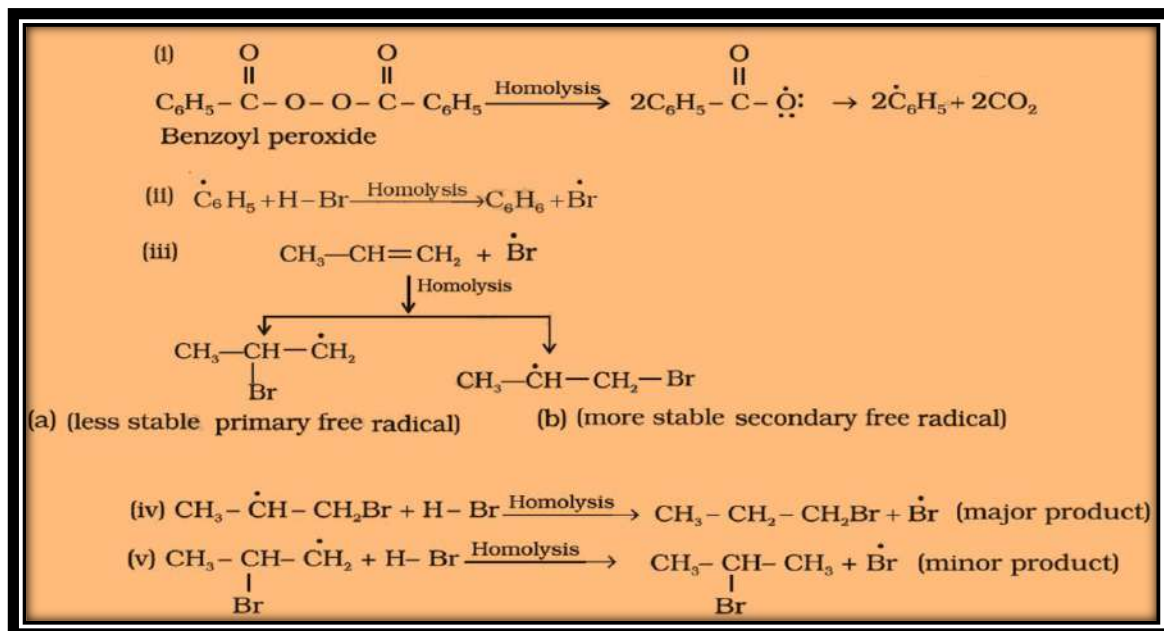 (i) O O O
|| || ||
C₆H₅ – C – O – O – C – C₆H₅ Homolysis → 2C₆H₅ – C – Ȯ: → 2Ċ₆H₅ + 2CO₂
Benzoyl peroxide
(ii) Ċ₆H₅ + H – Br Homolysis → C₆H₆ + Ḃr
(iii) CH₃—CH=CH₂ + Ḃr
Homolysis
CH₃—CH—ĊH₂
|
Br
CH₃—ĊH—CH₂—Br
(a) (less stable primary free radical) (b) (more stable secondary free radical)
(iv) CH₃ – ĊH – CH₂Br + H – Br Homolysis → CH₃ – CH₂ – CH₂Br + Ḃr (major product)
(v) CH₃ – CH – ĊH₂ + H – Br Homolysis → CH₃ – CH – CH₃ + Ḃr (minor product)
| |
Br Br